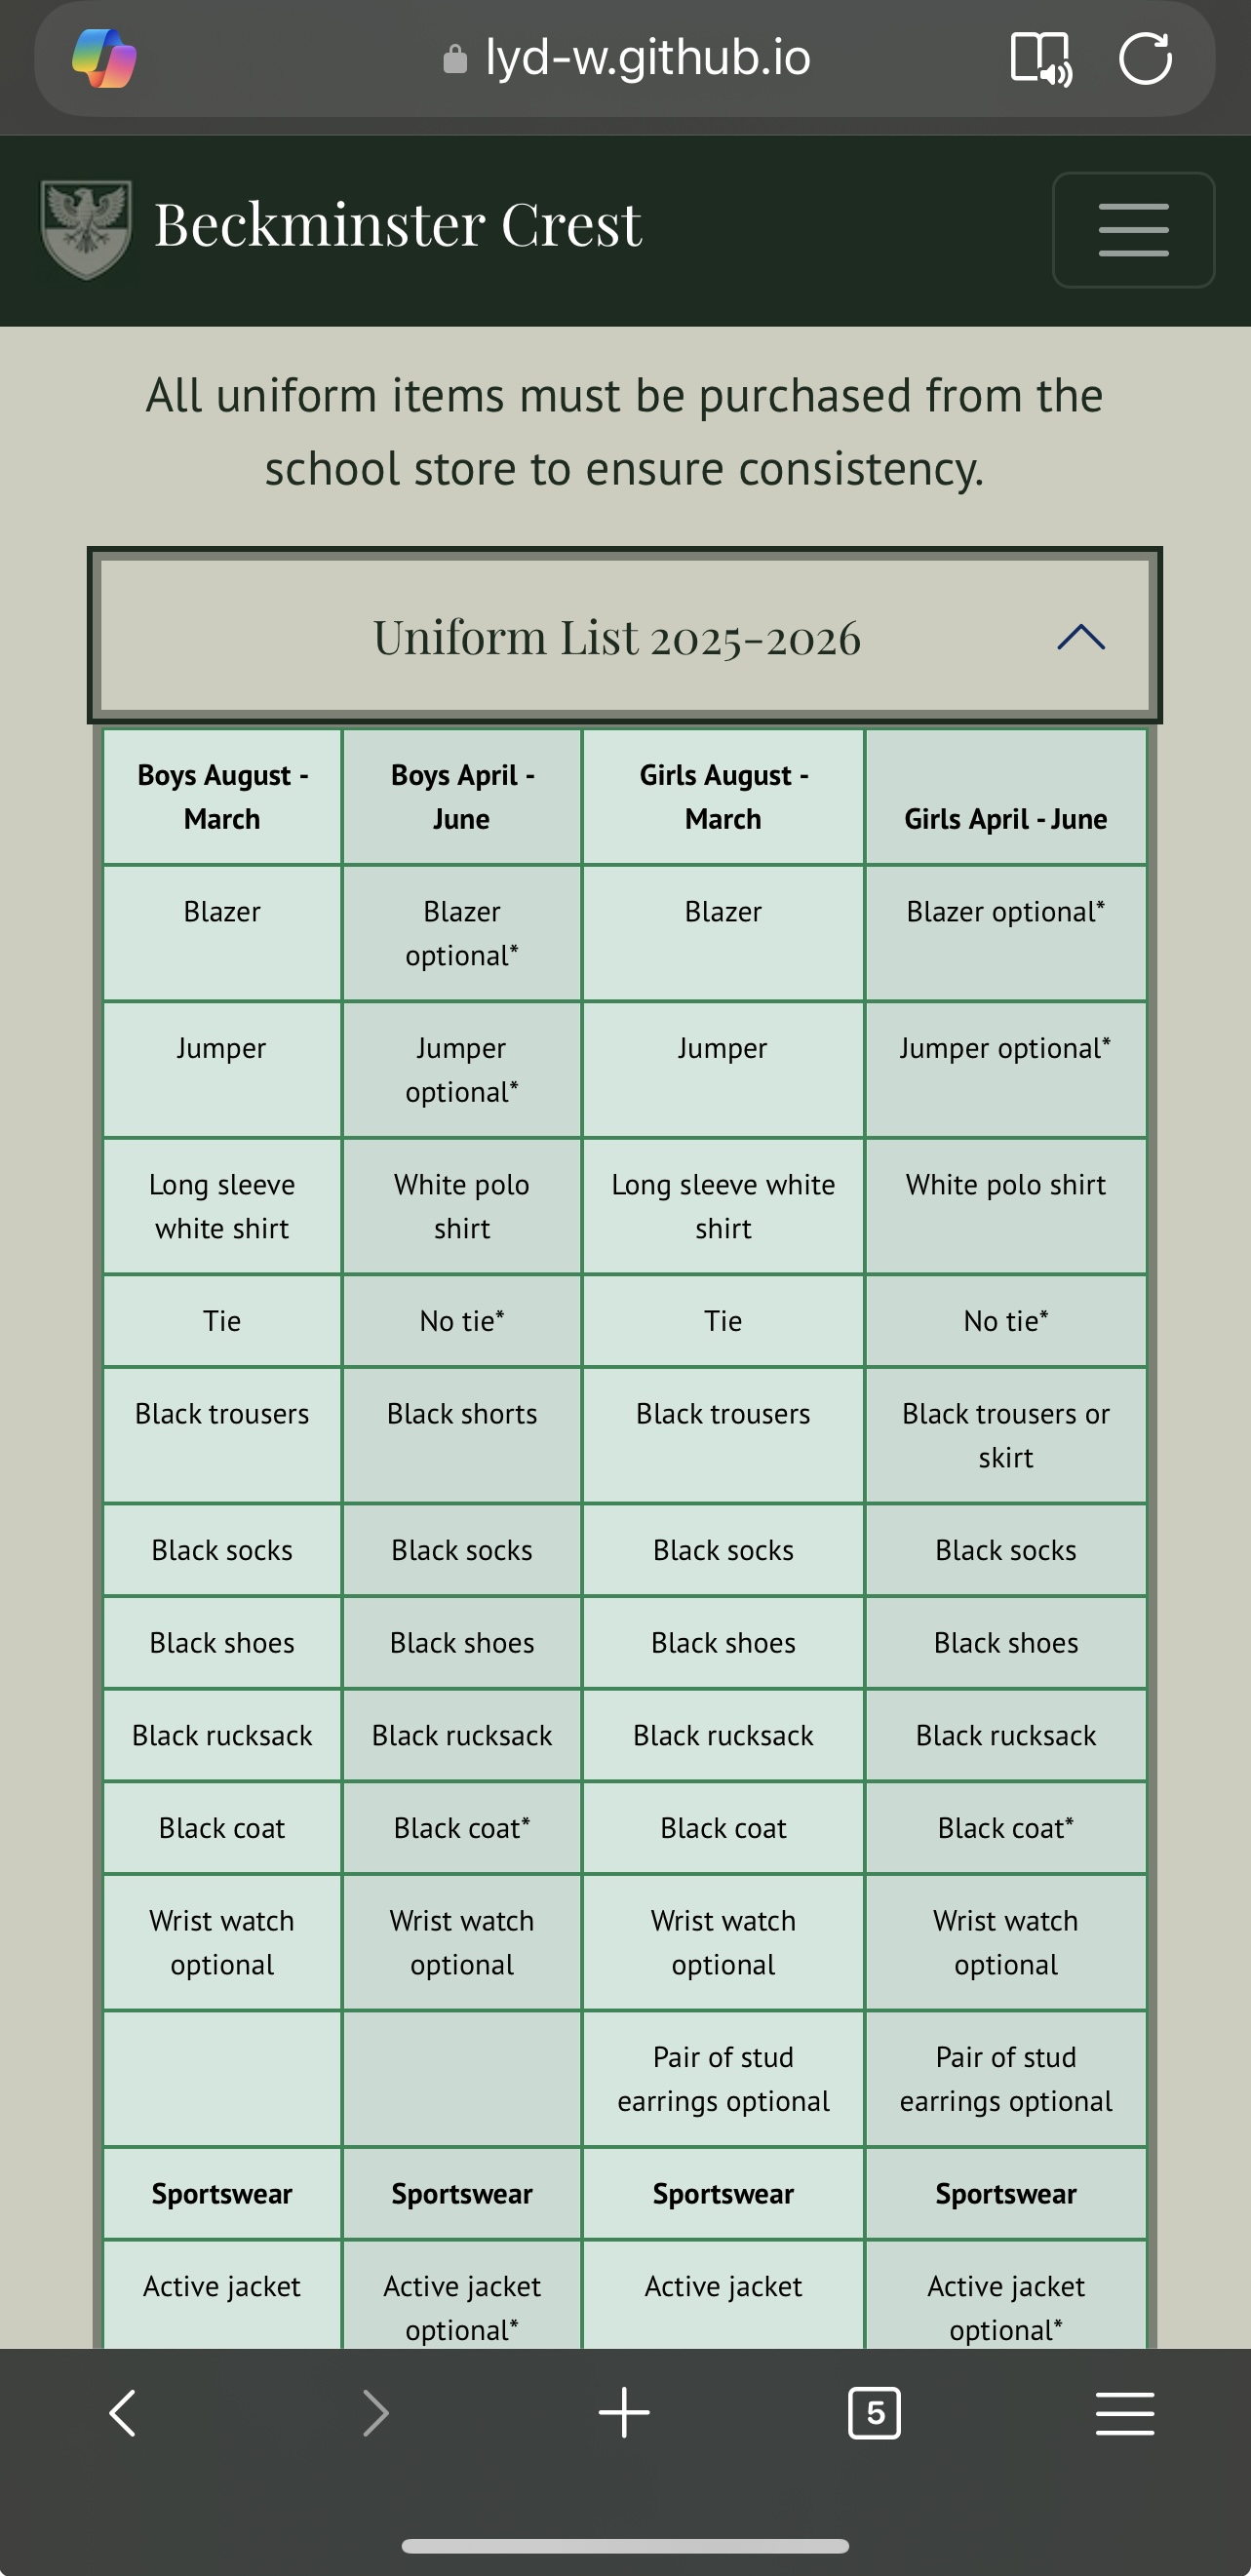 lyd-w.github.io
Beckminster Crest
All uniform items must be purchased from the
school store to ensure consistency.
Uniform List 2025-2026
Boys August -
March
Boys April -
June
Girls August -
March
Girls April - June
Blazer
Blazer
optional*
Blazer
Blazer optional*
Jumper
Jumper
optional*
Jumper
Jumper optional*
Long sleeve
white shirt
White polo
shirt
Long sleeve white
shirt
White polo shirt
Tie
No tie*
Tie
No tie*
Black trousers
Black shorts
Black trousers
Black trousers or
skirt
Black socks
Black socks
Black socks
Black socks
Black shoes
Black shoes
Black shoes
Black shoes
Black rucksack
Black rucksack
Black rucksack
Black rucksack
Black coat
Black coat*
Black coat
Black coat*
Wrist watch
optional
Wrist watch
optional
Wrist watch
optional
Wrist watch
optional
Pair of stud
earrings optional
Pair of stud
earrings optional
Sportswear
Sportswear
Sportswear
Sportswear
Active jacket
Active jacket
optional*
Active jacket
Active jacket
optional*
5